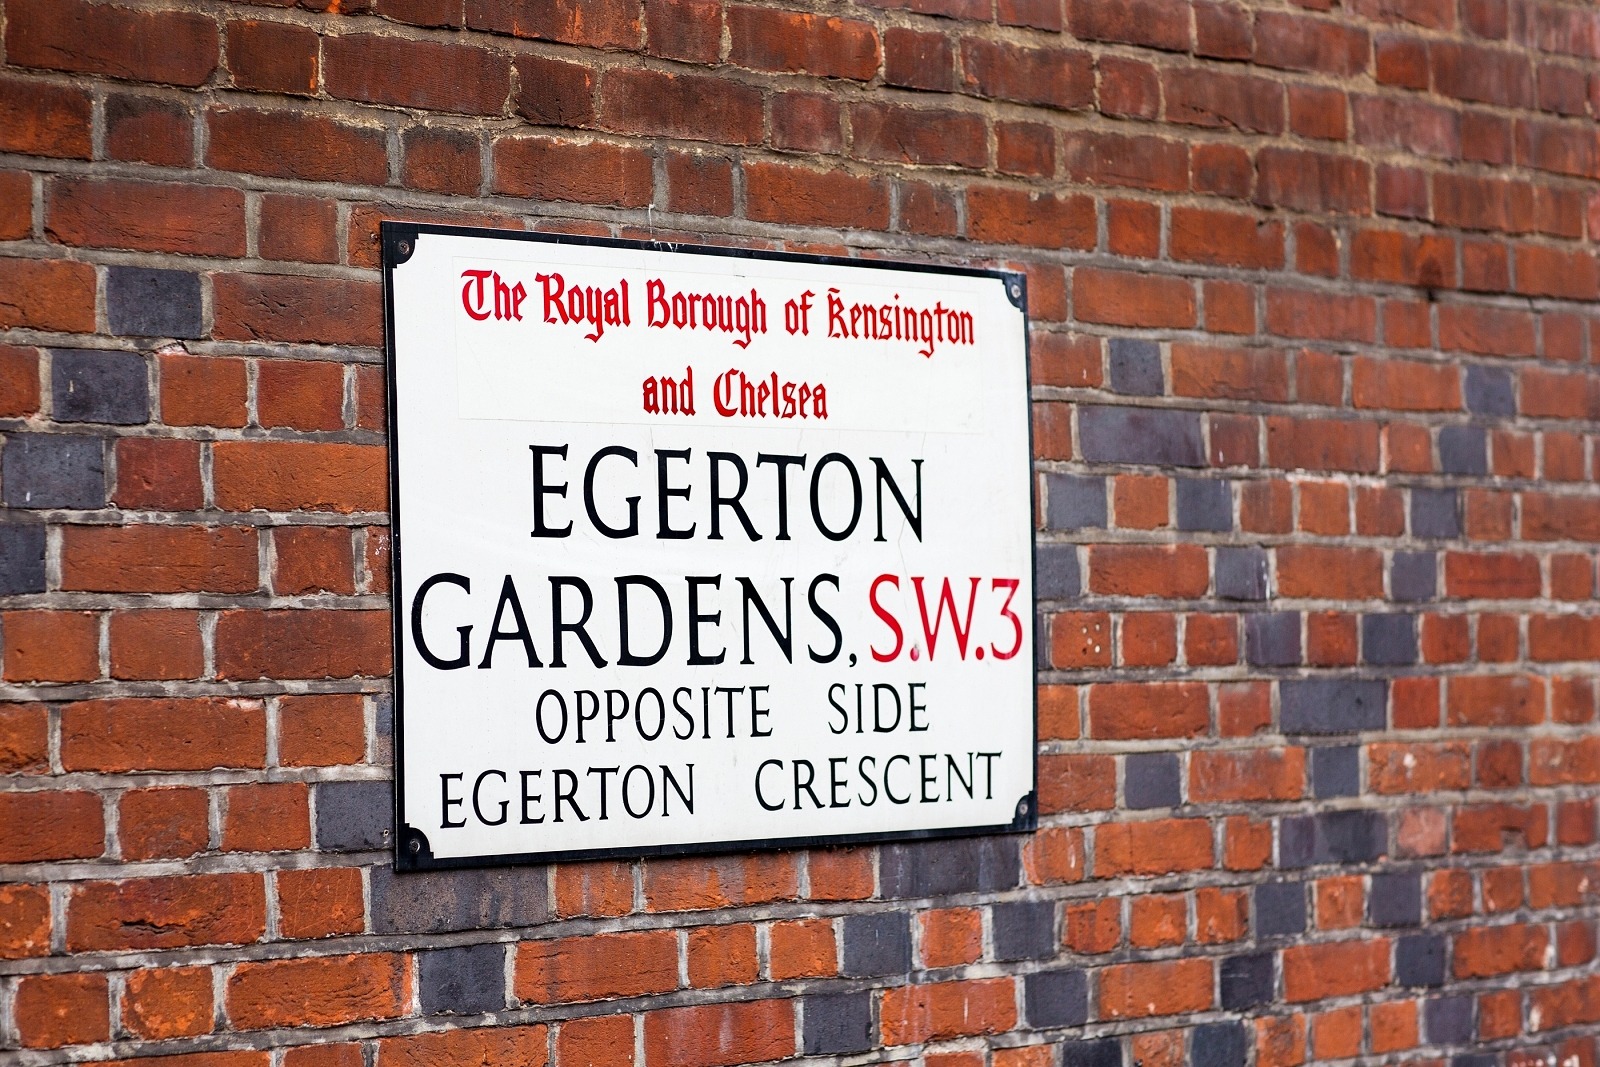 The Royal Borough of Kensington
and Chelsea
EGERTON
GARDENS, S.W.3
OPPOSITE SIDE
EGERTON CRESCENT